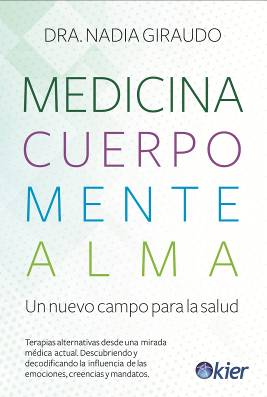 DRA. NADIA GIRAUDO
MEDICINA
CUERPO
MENTE
ALMA
Un nuevo campo para la salud
Terapias alternativas desde una mirada
médica actual. Descubriendo y
decodificando la influencia de las
emociones, creencias y mandatos.
kier